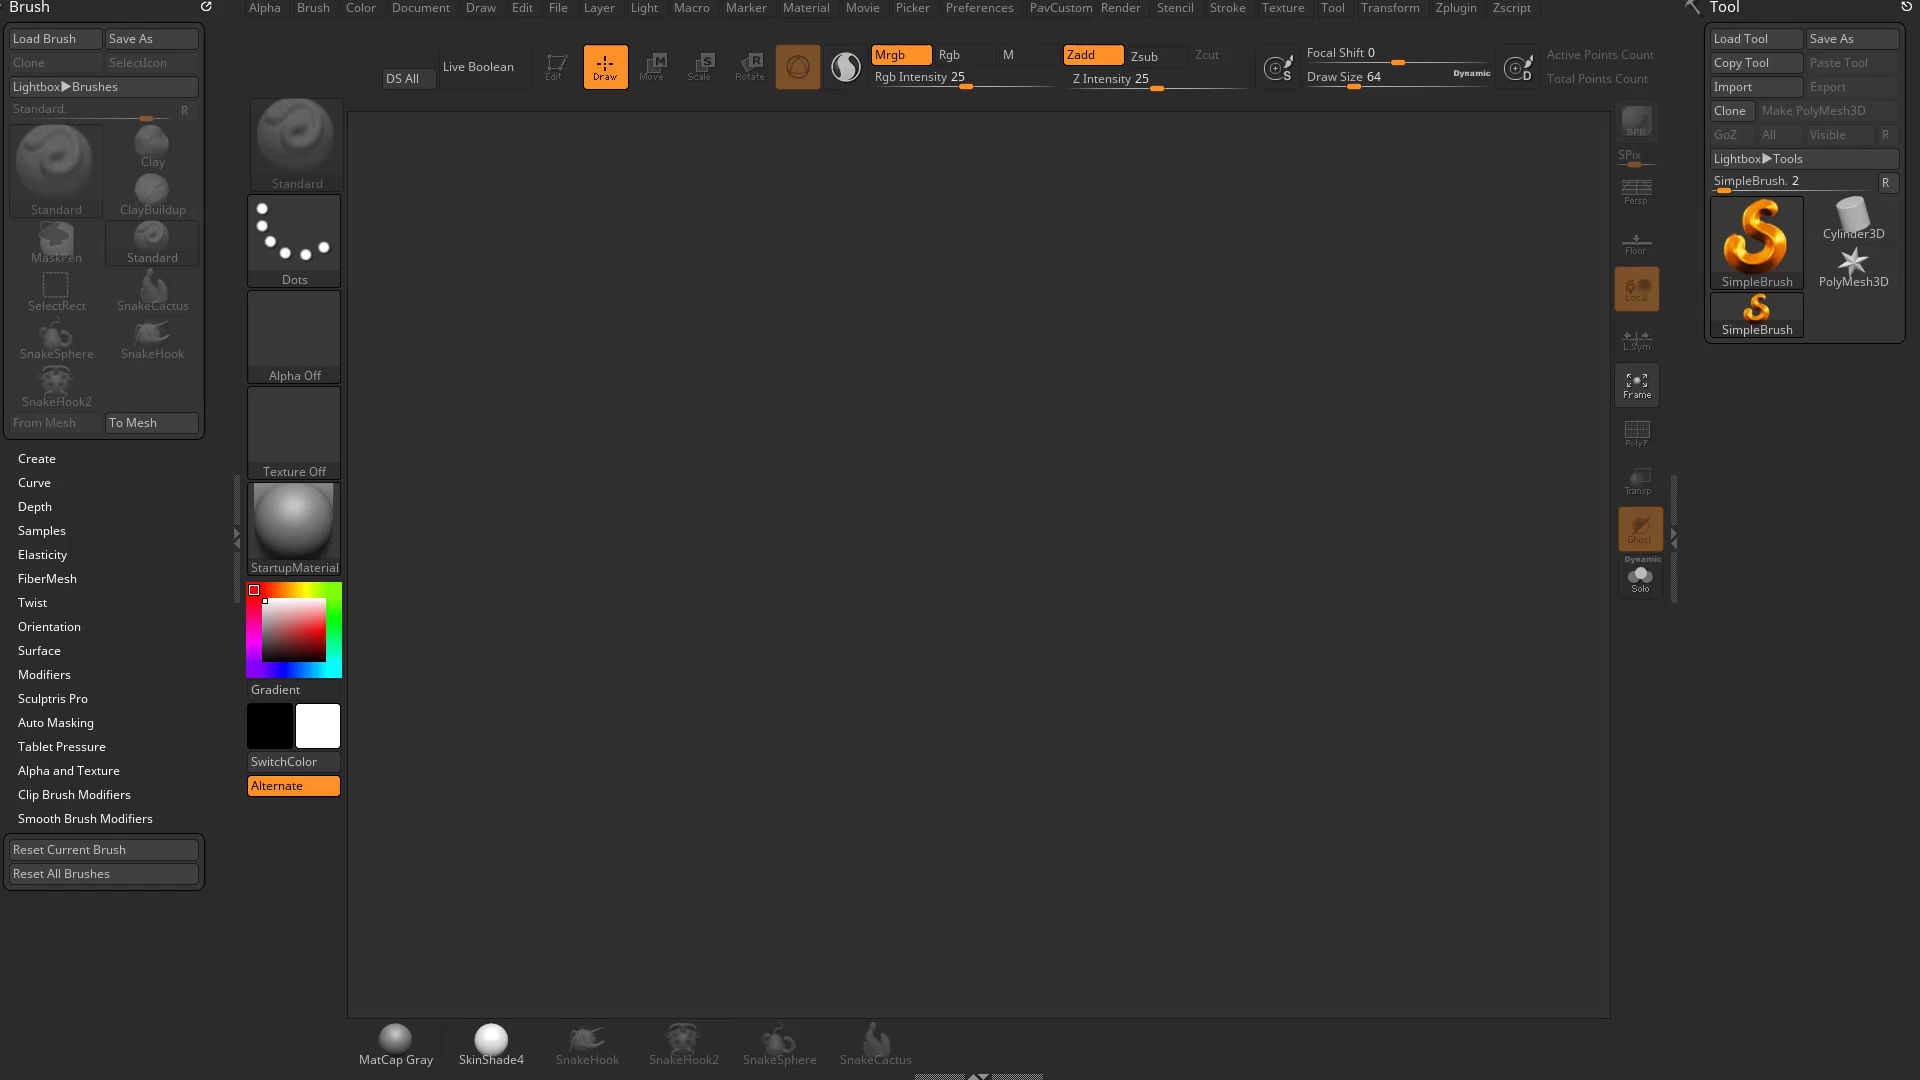 Brush
Alpha Brush Color Document Draw Edit File Layer Light Macro Marker Material Movie Picker Preferences PavCustom Render Stencil Stroke Texture Tool Transform Zplugin Zscript
Tool
Load Brush Save As
Clone SelectIcon
Lightbox▶Brushes
Standard. R
Standard
Clay
ClayBuildup
MaskPen Standard
SelectRect SnakeCactus
SnakeSphere SnakeHook
SnakeHook2
From Mesh To Mesh
Create
Curve
Depth
Samples
Elasticity
FiberMesh
Twist
Orientation
Surface
Modifiers
Sculptris Pro
Auto Masking
Tablet Pressure
Alpha and Texture
Clip Brush Modifiers
Smooth Brush Modifiers
Reset Current Brush
Reset All Brushes
DS All
Live Boolean
Edit
Draw
Move
Scale
Rotate
Mrgb Rgb M
Rgb Intensity 25
Zadd Zsub Zcut
Z Intensity 25
S
Focal Shift 0
Draw Size 64 Dynamic
D
Active Points Count
Total Points Count
Standard
Dots
Alpha Off
Texture Off
StartupMaterial
Gradient
SwitchColor
Alternate
BPR
SPix
Persp
Floor
Local
L.Sym
Frame
PolyF
Transp
Ghost
Dynamic
Solo
Load Tool Save As
Copy Tool Paste Tool
Import Export
Clone Make PolyMesh3D
GoZ All Visible R
Lightbox▶Tools
SimpleBrush. 2 R
SimpleBrush
Cylinder3D
PolyMesh3D
SimpleBrush
MatCap Gray SkinShade4 SnakeHook SnakeHook2 SnakeSphere SnakeCactus